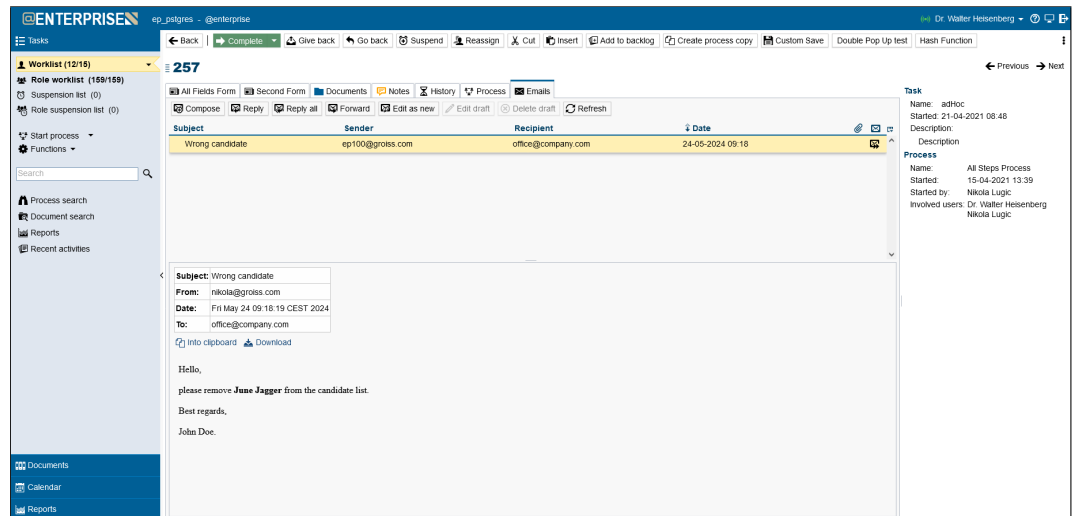 @ENTERPRISE ep_pstgres - @enterprise Dr. Walter Heisenberg
Tasks
Back Complete Give back Go back Suspend Reassign Cut Insert Add to backlog Create process copy Custom Save Double Pop Up test Hash Function
Worklist (12/15)
Role worklist (159/159)
Suspension list (0)
Role suspension list (0)
Start process
Functions
Search
Process search
Document search
Reports
Recent activities
Documents
Calendar
Reports
257
Previous Next
All Fields Form Second Form Documents Notes History Process Emails
Compose Reply Reply all Forward Edit as new Edit draft Delete draft Refresh
Subject Sender Recipient Date
Wrong candidate ep100@groiss.com office@company.com 24-05-2024 09:18
Subject: Wrong candidate
From: nikola@groiss.com
Date: Fri May 24 09:18:19 CEST 2024
To: office@company.com
Into clipboard Download
Hello,
please remove June Jagger from the candidate list.
Best regards,
John Doe.
Task
Name: adHoc
Started: 21-04-2021 08:48
Description:
Description
Process
Name: All Steps Process
Started: 15-04-2021 13:39
Started by: Nikola Lugic
Involved users: Dr. Walter Heisenberg
Nikola Lugic